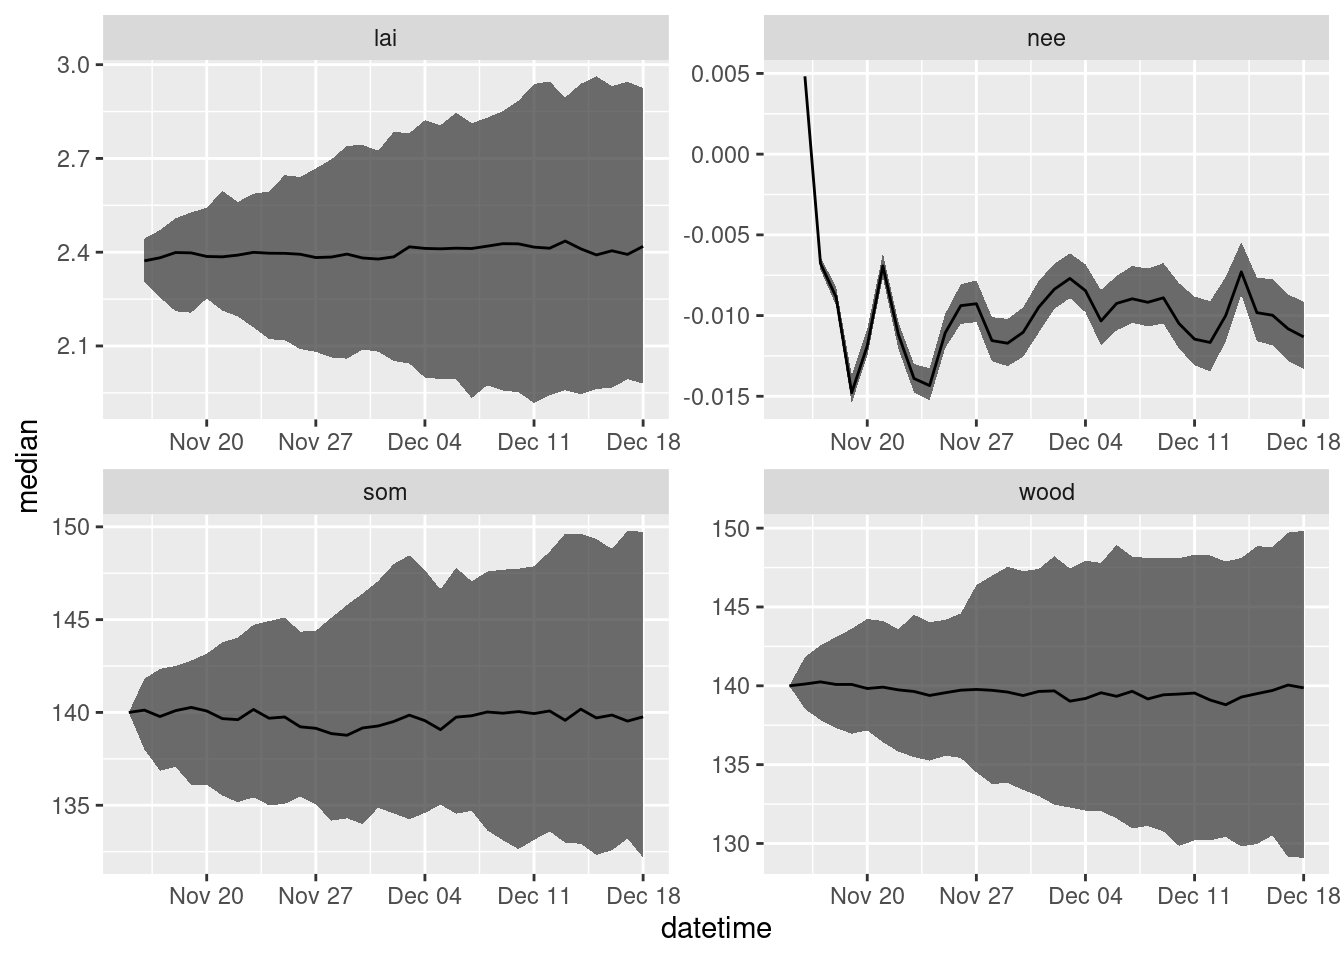 lai
nee
3.0
2.7
2.4
2.1
0.005
0.000
-0.005
-0.010
-0.015
Nov 20 Nov 27 Dec 04 Dec 11 Dec 18
Nov 20 Nov 27 Dec 04 Dec 11 Dec 18
median
som
wood
150
145
140
135
150
145
140
135
130
Nov 20 Nov 27 Dec 04 Dec 11 Dec 18
Nov 20 Nov 27 Dec 04 Dec 11 Dec 18
datetime